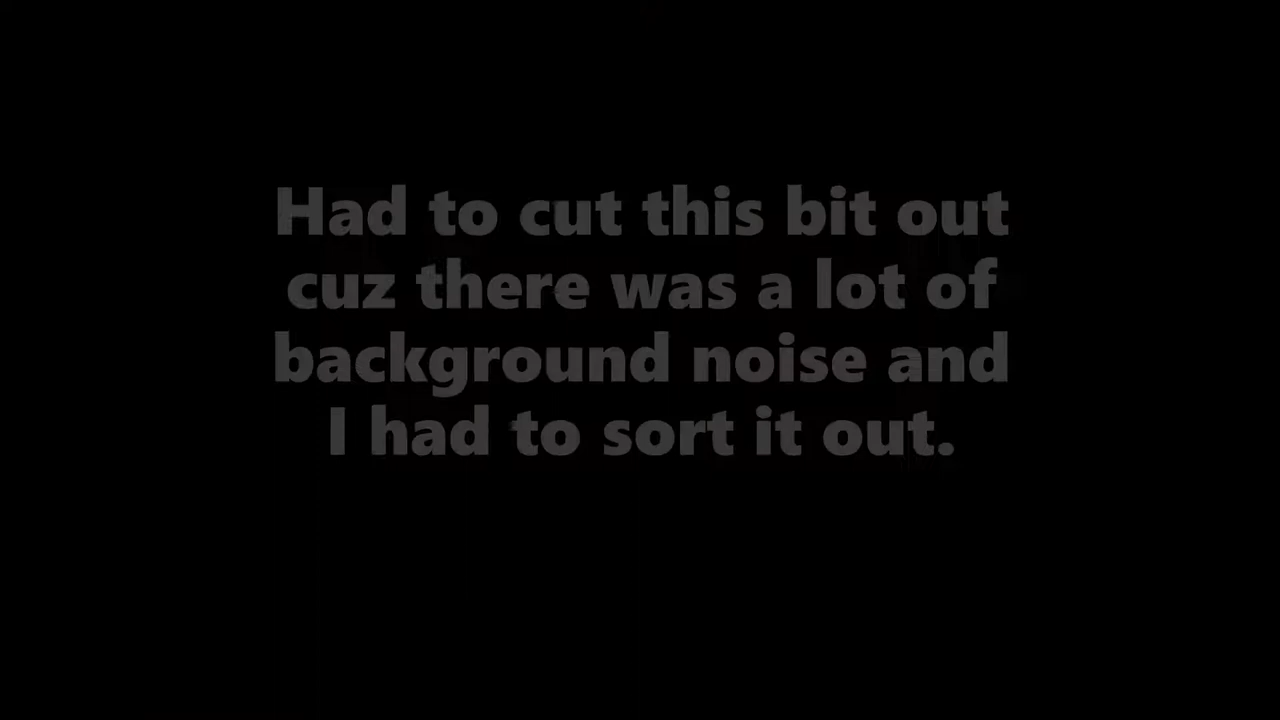 Had to cut this bit out
cuz there was a lot of
background noise and
I had to sort it out.